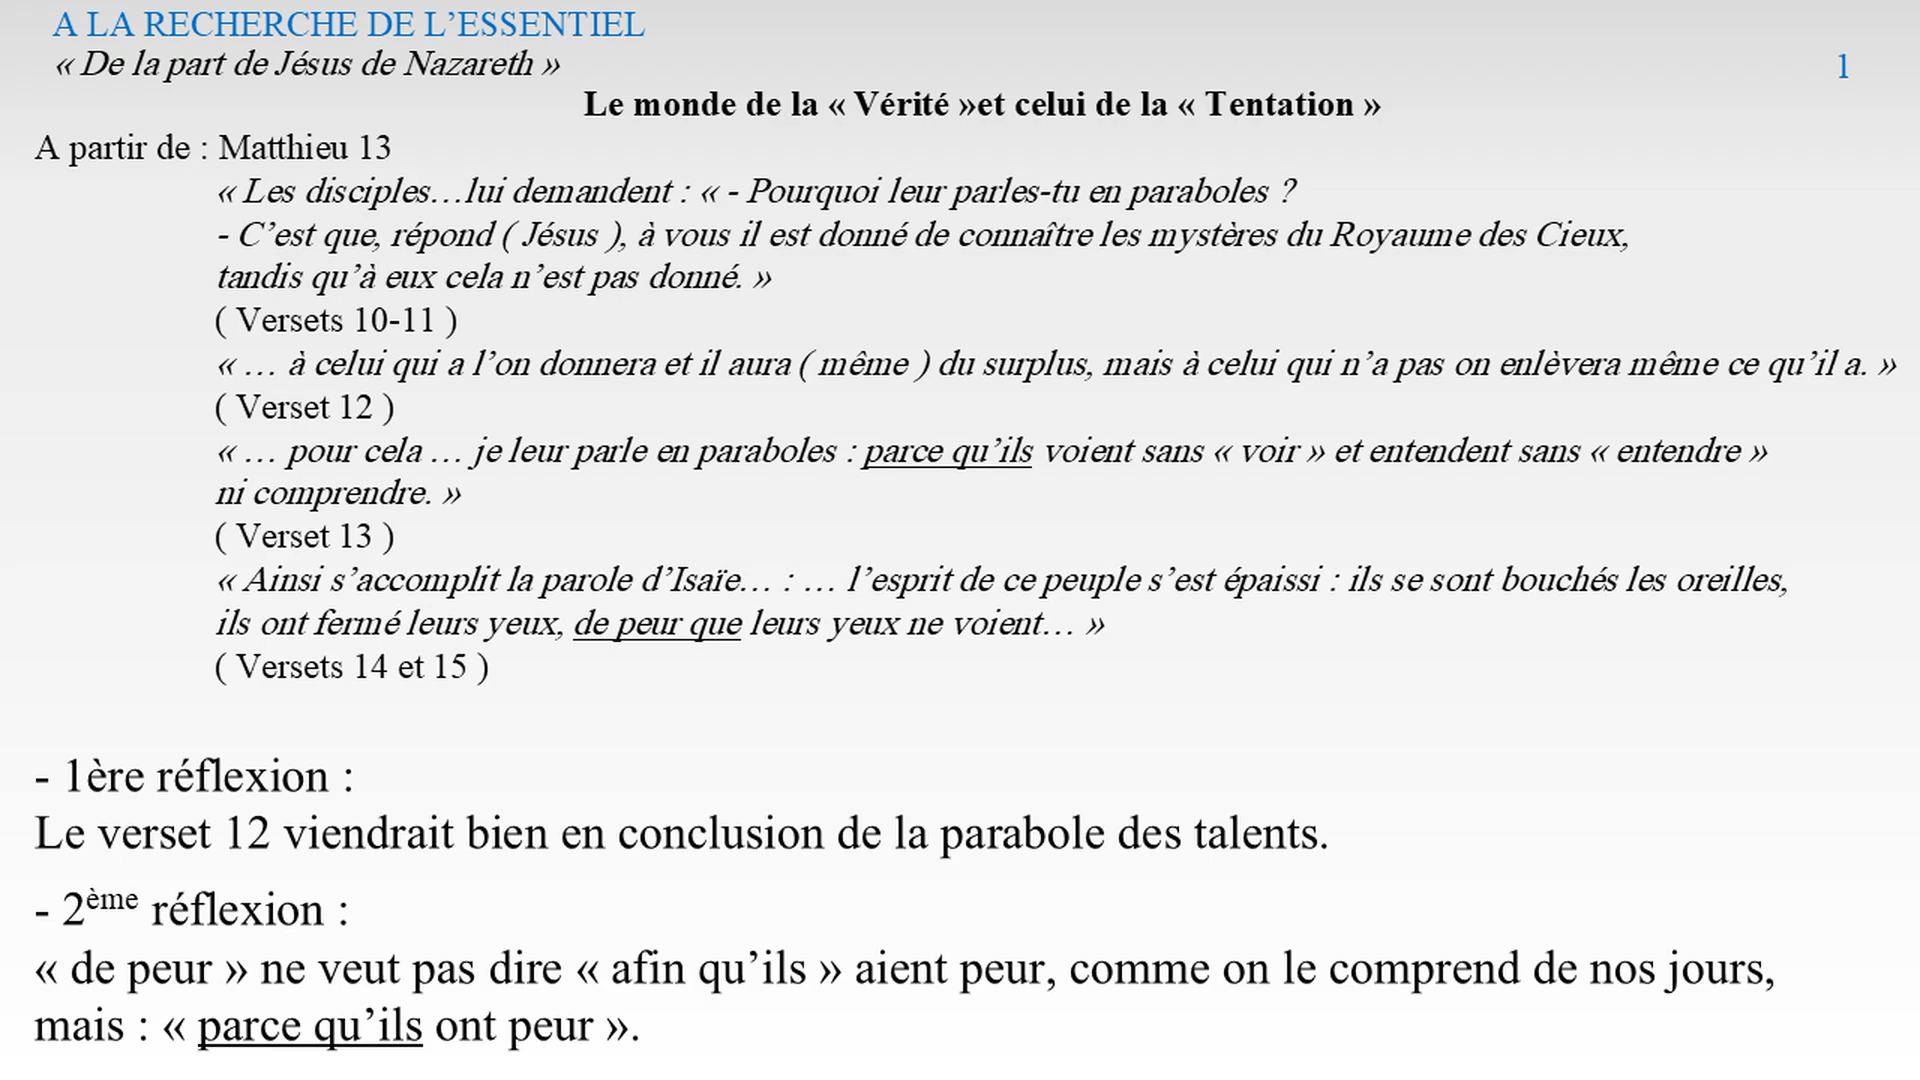 A LA RECHERCHE DE L’ESSENTIEL
« De la part de Jésus de Nazareth »
1
Le monde de la « Vérité »et celui de la « Tentation »
A partir de : Matthieu 13
« Les disciples…lui demandent : « - Pourquoi leur parles-tu en paraboles ?
- C’est que, répond ( Jésus ), à vous il est donné de connaître les mystères du Royaume des Cieux,
tandis qu’à eux cela n’est pas donné. »
( Versets 10-11 )
« … à celui qui a l’on donnera et il aura ( même ) du surplus, mais à celui qui n’a pas on enlèvera même ce qu’il a. »
( Verset 12 )
« … pour cela … je leur parle en paraboles : parce qu’ils voient sans « voir » et entendent sans « entendre »
ni comprendre. »
( Verset 13 )
« Ainsi s’accomplit la parole d’Isaïe… : … l’esprit de ce peuple s’est épaissi : ils se sont bouchés les oreilles,
ils ont fermé leurs yeux, de peur que leurs yeux ne voient… »
( Versets 14 et 15 )
- 1ère réflexion :
Le verset 12 viendrait bien en conclusion de la parabole des talents.
- 2ème réflexion :
« de peur » ne veut pas dire « afin qu’ils » aient peur, comme on le comprend de nos jours,
mais : « parce qu’ils ont peur ».